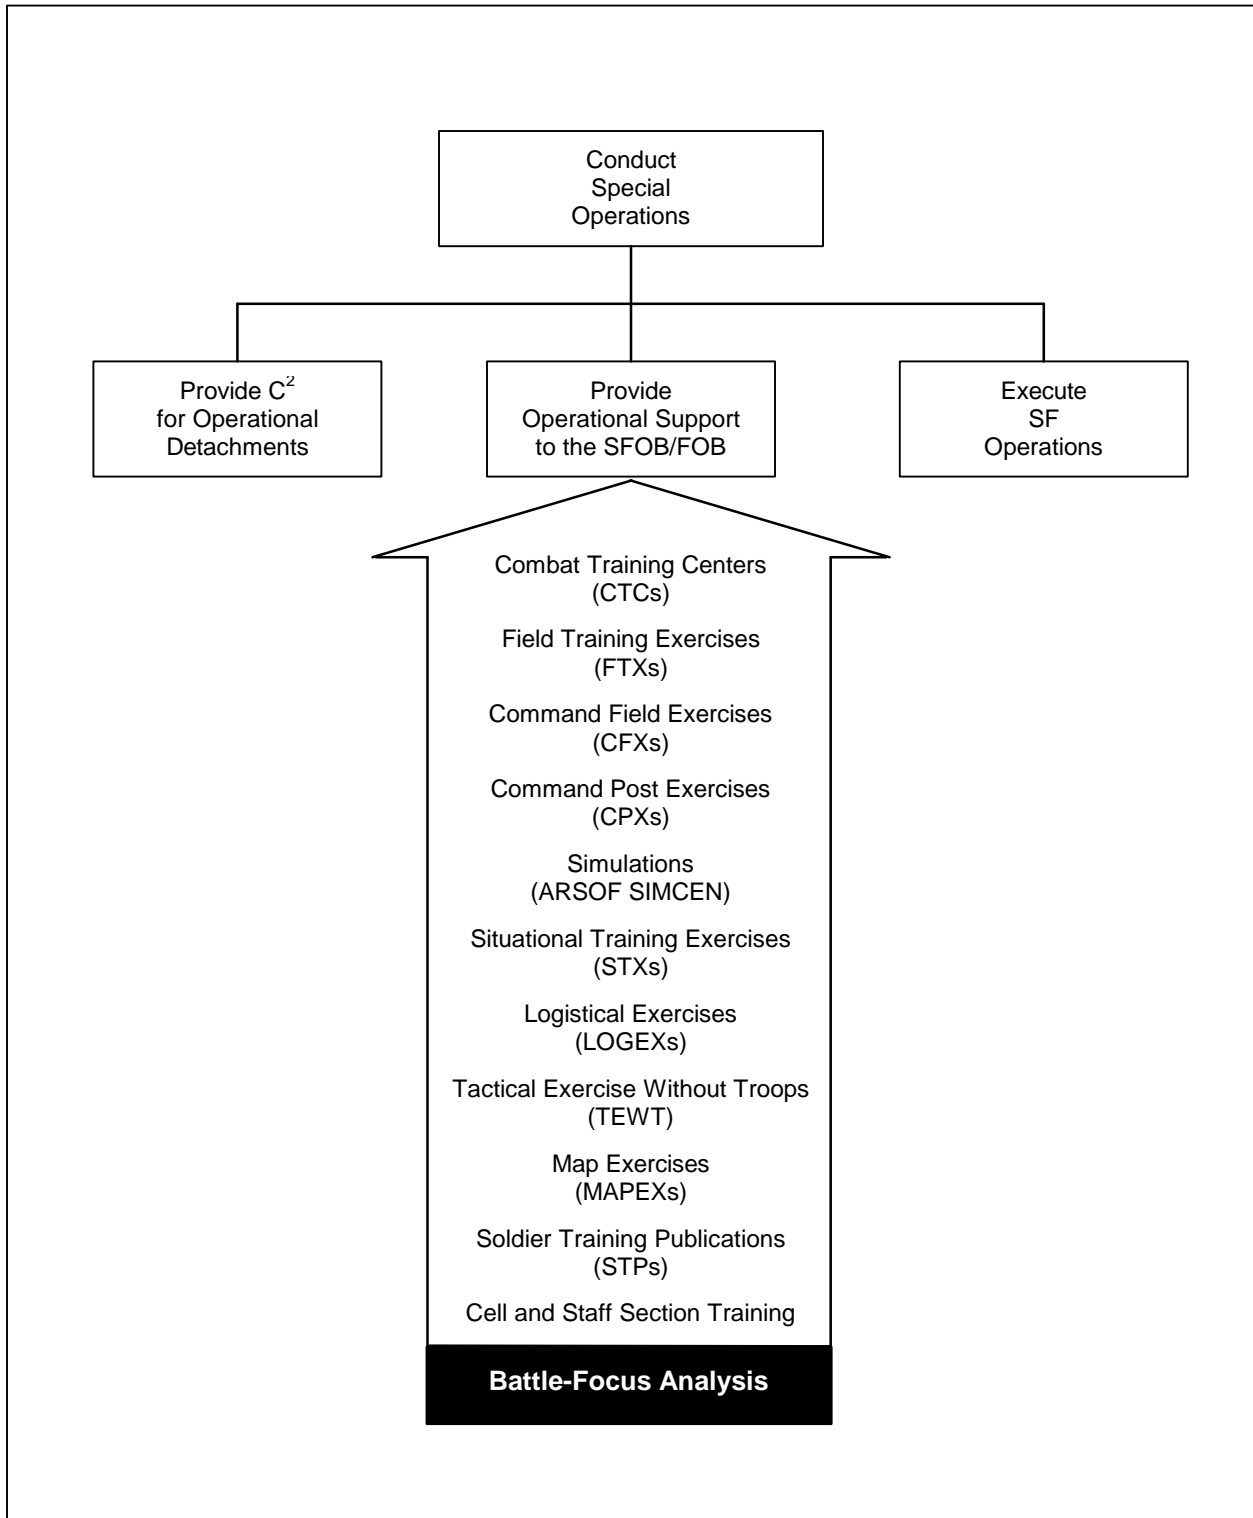 Conduct
Special
Operations
Provide C²
for Operational
Detachments
Provide
Operational Support
to the SFOB/FOB
Execute
SF
Operations
Combat Training Centers
(CTCs)
Field Training Exercises
(FTXs)
Command Field Exercises
(CFXs)
Command Post Exercises
(CPXs)
Simulations
(ARSOF SIMCEN)
Situational Training Exercises
(STXs)
Logistical Exercises
(LOGEXs)
Tactical Exercise Without Troops
(TEWT)
Map Exercises
(MAPEXs)
Soldier Training Publications
(STPs)
Cell and Staff Section Training
Battle-Focus Analysis